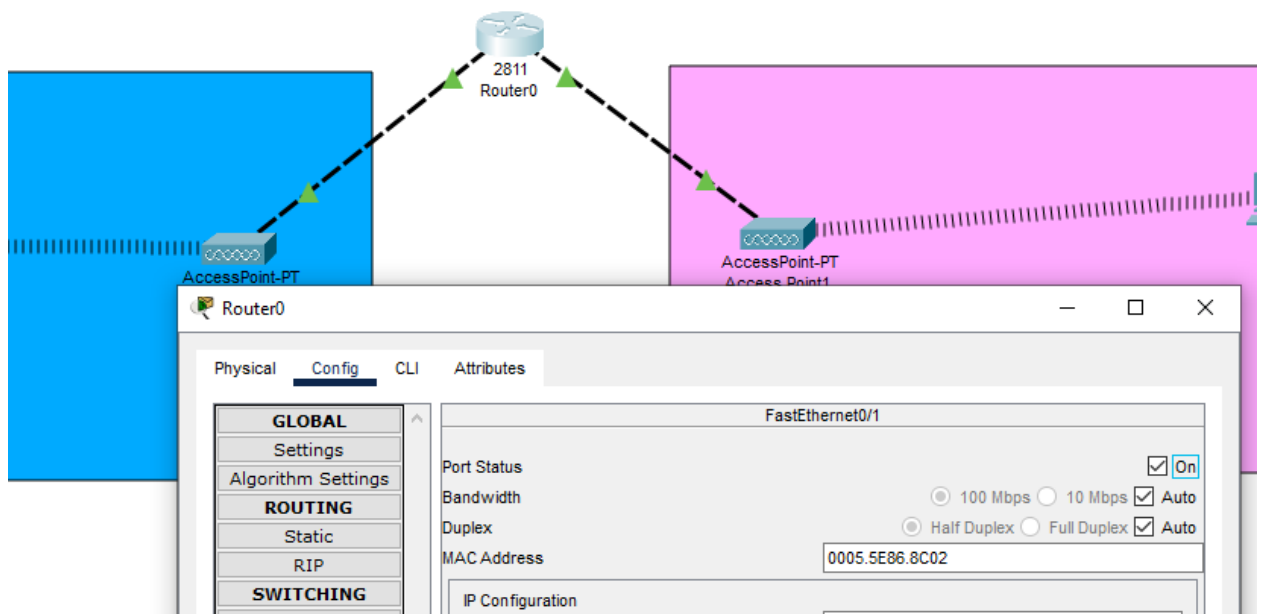 2811
Router0
AccessPoint-PT
AccessPoint-PT
Access Point1
Router0
Physical Config CLI Attributes
GLOBAL
Settings
Algorithm Settings
ROUTING
Static
RIP
SWITCHING
FastEthernet0/1
Port Status On
Bandwidth 100 Mbps 10 Mbps Auto
Duplex Half Duplex Full Duplex Auto
MAC Address 0005.5E86.8C02
IP Configuration